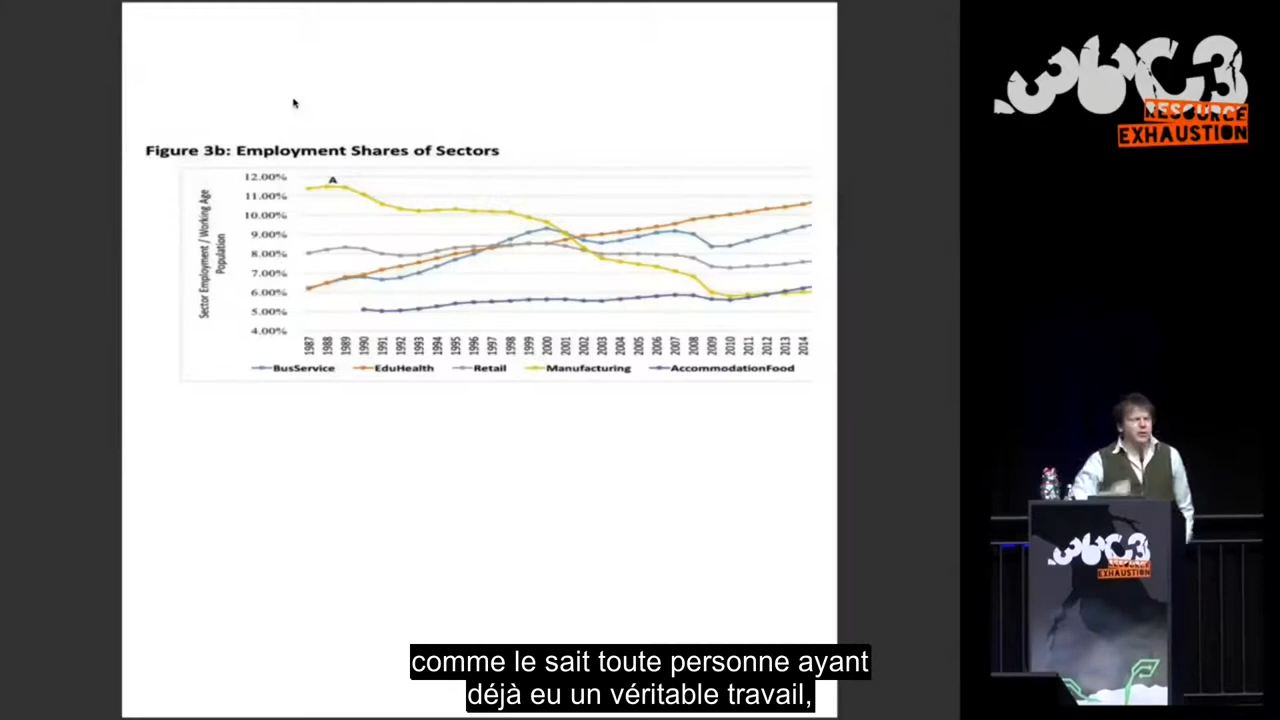 36C3
RESOURCE
EXHAUSTION
Figure 3b: Employment Shares of Sectors
A
Sector Employment / Working Age
Population
12.00%
11.00%
10.00%
9.00%
8.00%
7.00%
6.00%
5.00%
4.00%
1987 1988 1989 1990 1991 1992 1993 1994 1995 1996 1997 1998 1999 2000 2001 2002 2003 2004 2005 2006 2007 2008 2009 2010 2011 2012 2013 2014
BusService EduHealth Retail Manufacturing AccommodationFood
36C3
RESOURCE
EXHAUSTION
comme le sait toute personne ayant
déjà eu un véritable travail,